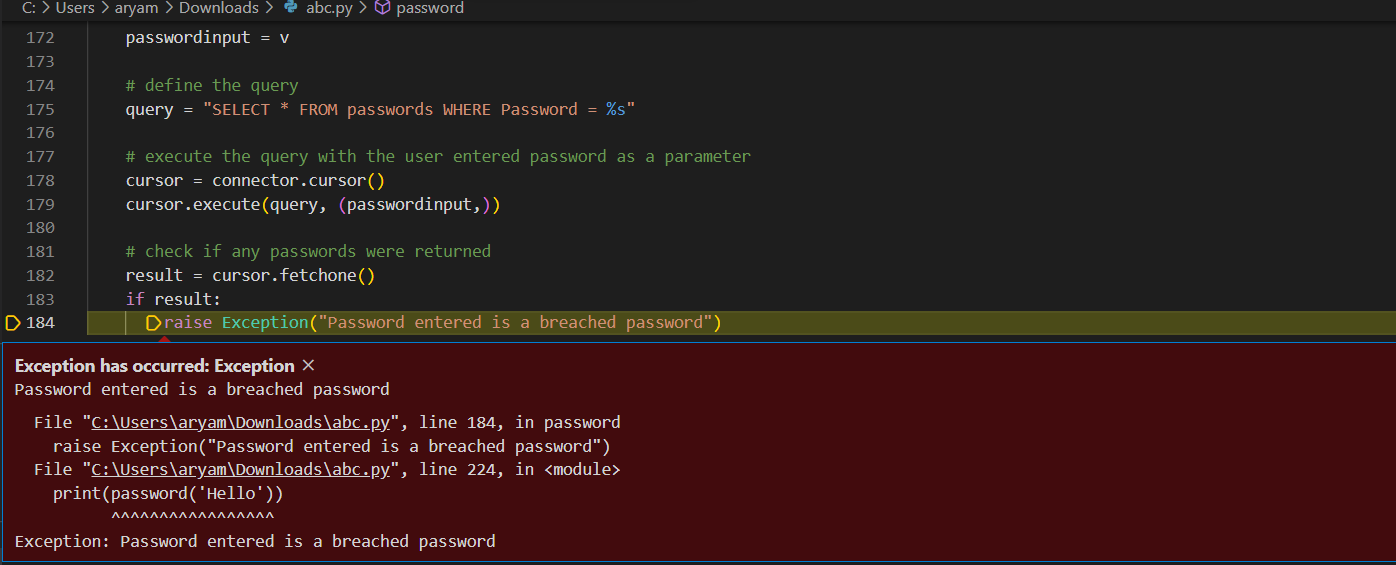 C: > Users > aryam > Downloads > abc.py > password
172 passwordinput = v
173
174 # define the query
175 query = "SELECT * FROM passwords WHERE Password = %s"
176
177 # execute the query with the user entered password as a parameter
178 cursor = connector.cursor()
179 cursor.execute(query, (passwordinput,))
180
181 # check if any passwords were returned
182 result = cursor.fetchone()
183 if result:
184 raise Exception("Password entered is a breached password")
Exception has occurred: Exception ×
Password entered is a breached password
File "C:\Users\aryam\Downloads\abc.py", line 184, in password
raise Exception("Password entered is a breached password")
File "C:\Users\aryam\Downloads\abc.py", line 224, in <module>
print(password('Hello'))
^^^^^^^^^^^^^^^^^
Exception: Password entered is a breached password